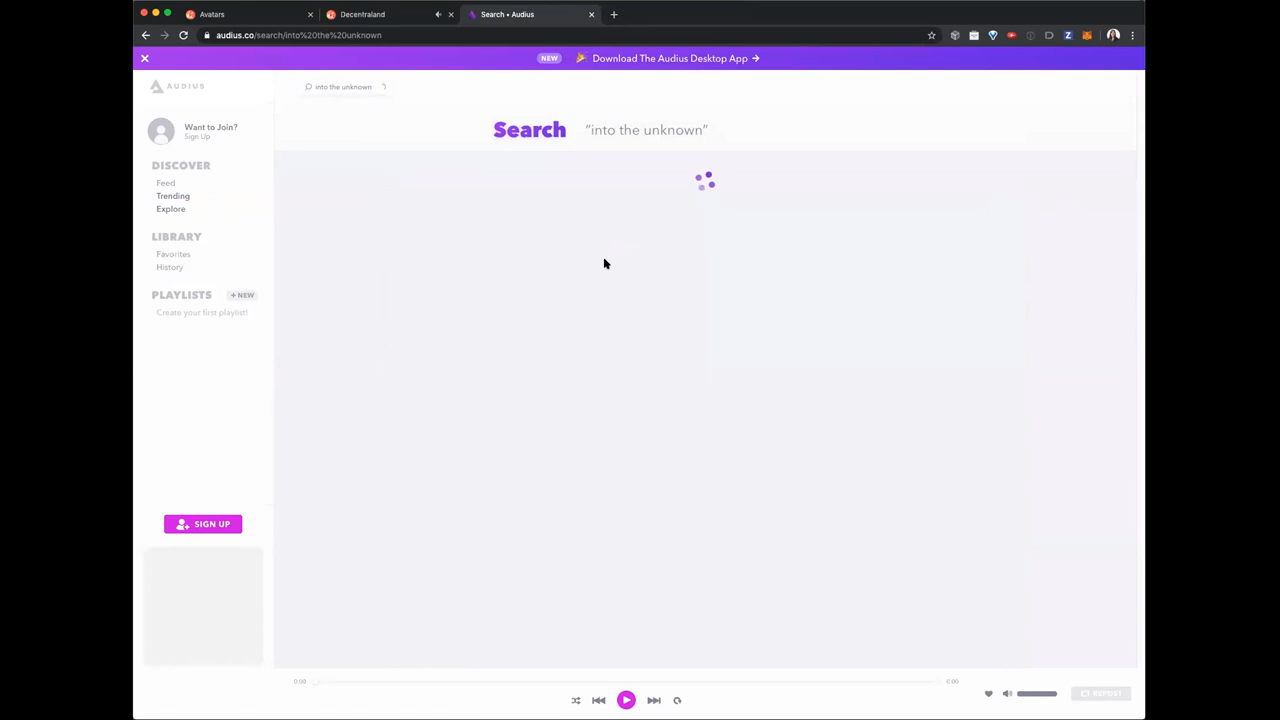 Avatars
Decentraland
Search • Audius
audius.co/search/into%20the%20unknown
NEW
Download The Audius Desktop App →
AUDIUS
into the unknown
Want to Join?
Sign Up
Search
“into the unknown”
DISCOVER
Feed
Trending
Explore
LIBRARY
Favorites
History
PLAYLISTS
+ NEW
Create your first playlist!
SIGN UP
0:00
0:00
REPORT